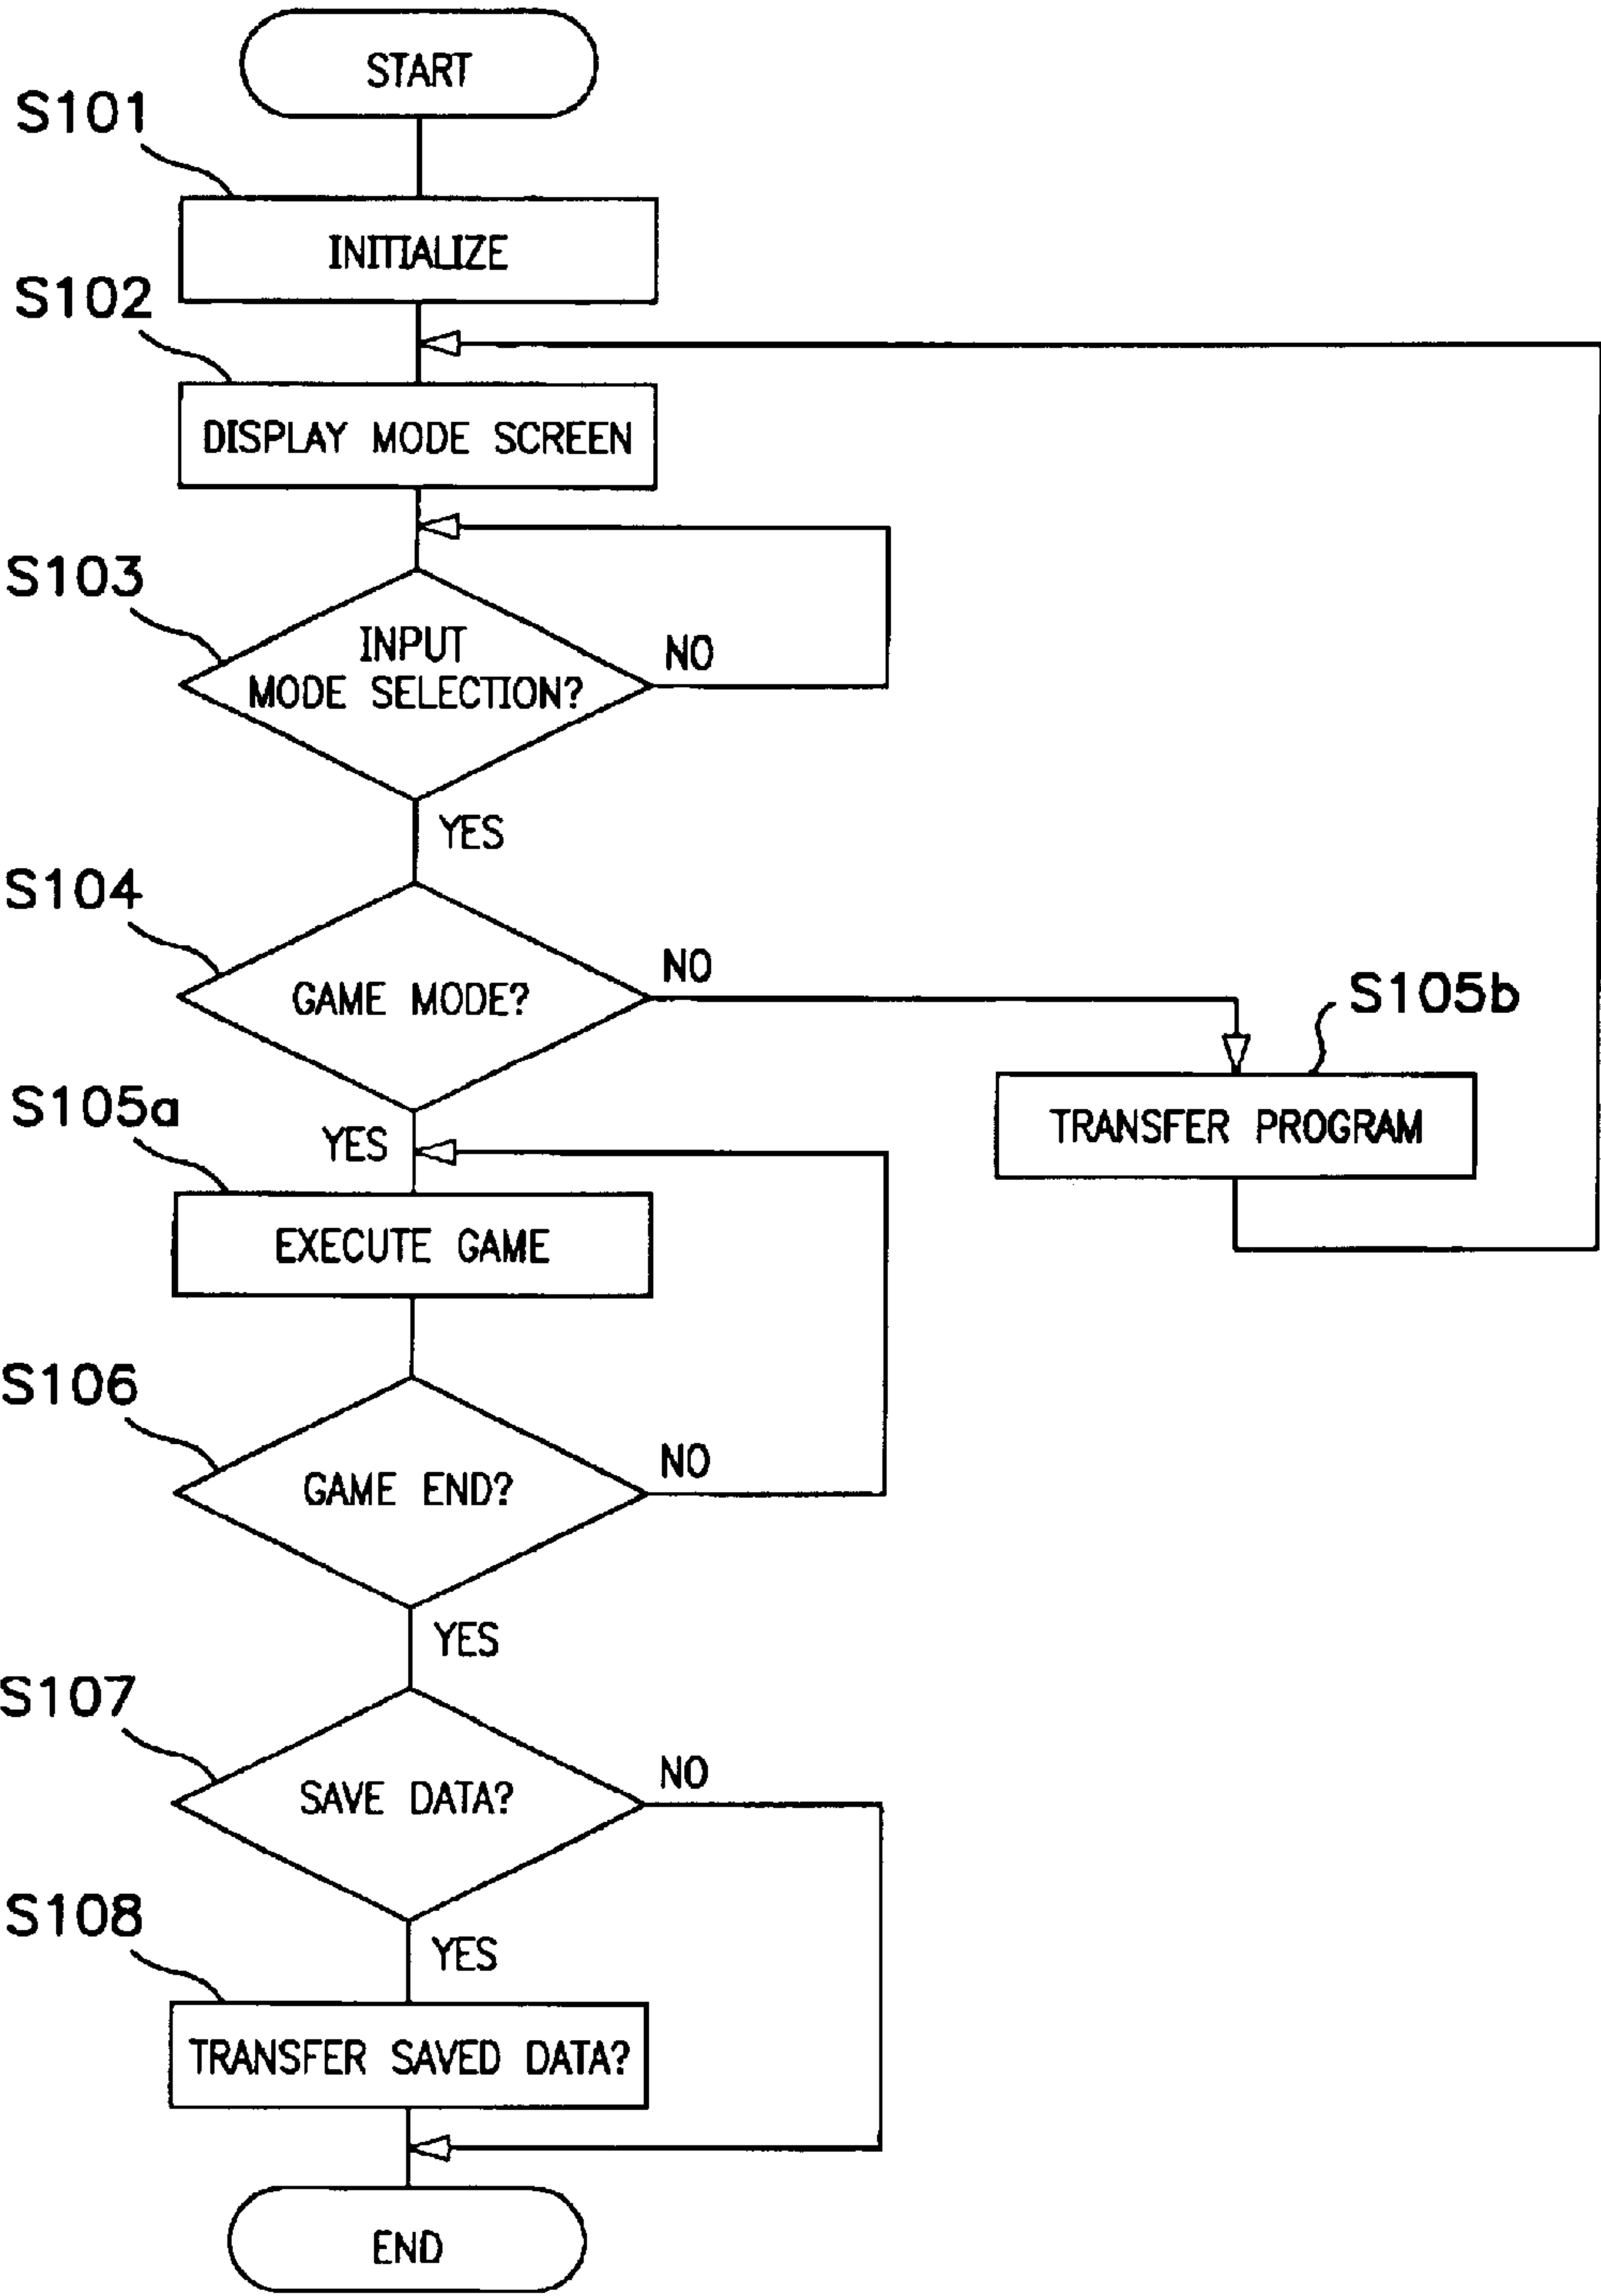 START
S101
INITIALIZE
S102
DISPLAY MODE SCREEN
S103
INPUT
MODE SELECTION?
NO
YES
S104
GAME MODE?
NO
S105b
TRANSFER PROGRAM
S105a
YES
EXECUTE GAME
S106
GAME END?
NO
YES
S107
SAVE DATA?
NO
S108
YES
TRANSFER SAVED DATA?
END